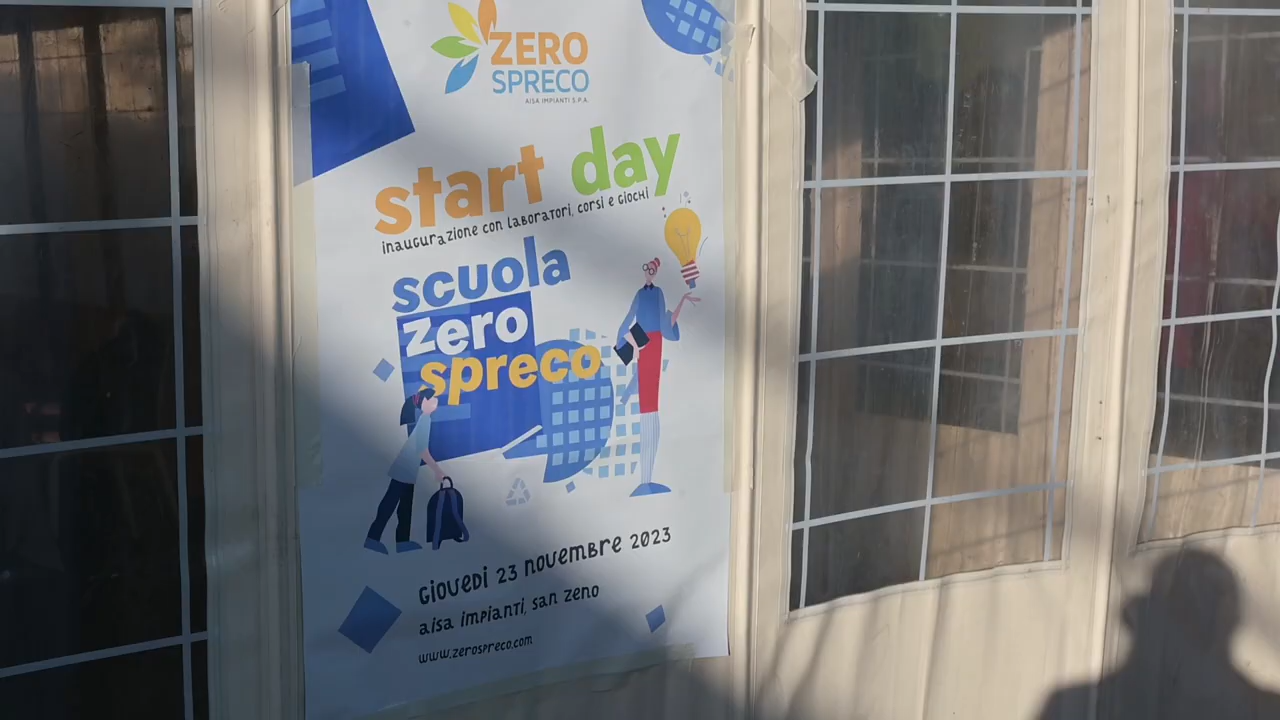 ZERO
SPRECO
AISA IMPIANTI S.P.A.
start day
inaugurazione con laboratori, corsi e giochi
scuola
zero
spreco
giovedì 23 novembre 2023
aisa impianti, san zeno
www.zerospreco.com